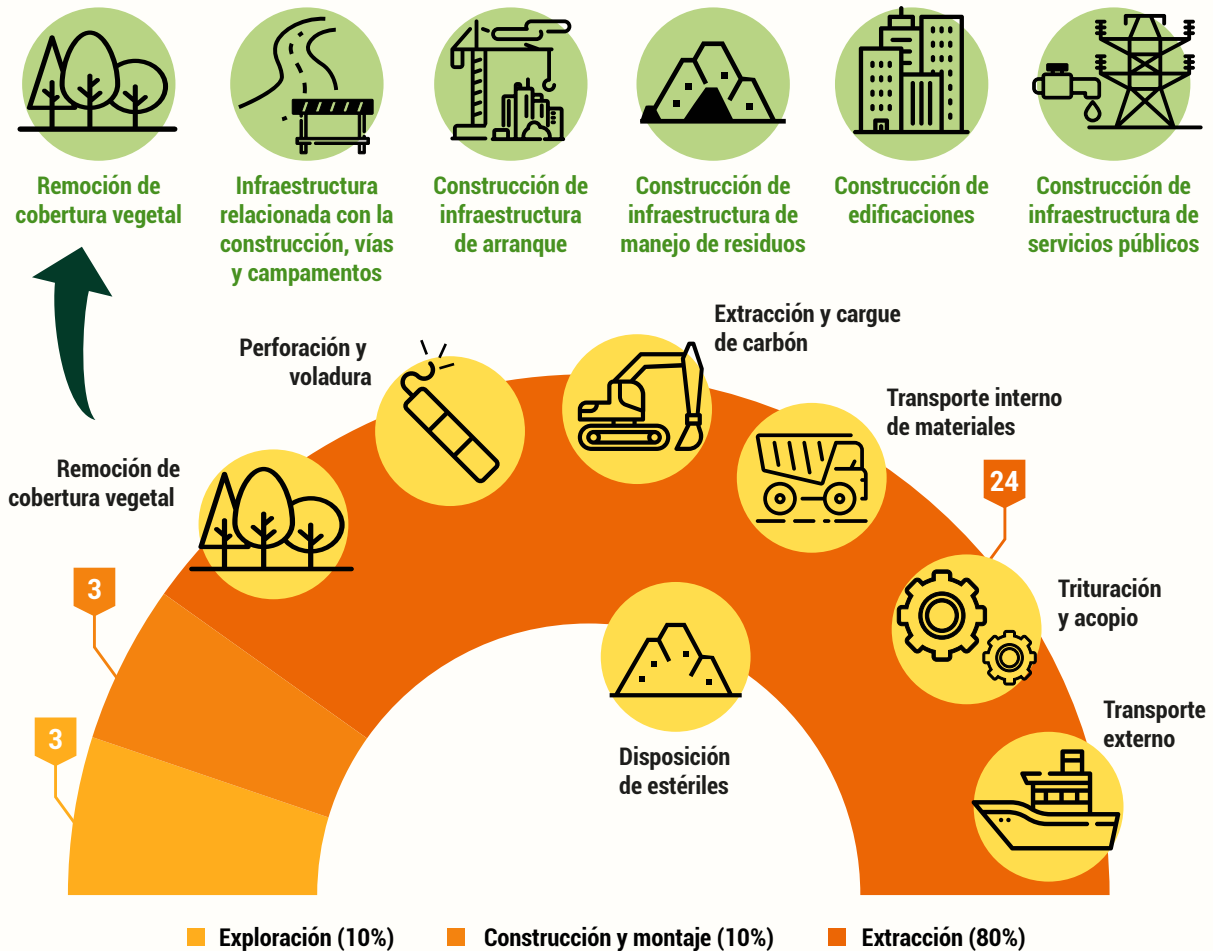 Remoción de
cobertura vegetal
Infraestructura
relacionada con la
construcción, vías
y campamentos
Construcción de
infraestructura
de arranque
Construcción de
infraestructura de
manejo de residuos
Construcción de
edificaciones
Construcción de
infraestructura de
servicios públicos
Perforación y
voladura
Extracción y cargue
de carbón
Transporte interno
de materiales
Remoción de
cobertura vegetal
24
3
Trituración
y acopio
3
Transporte
externo
Disposición
de estériles
Exploración (10%)
Construcción y montaje (10%)
Extracción (80%)